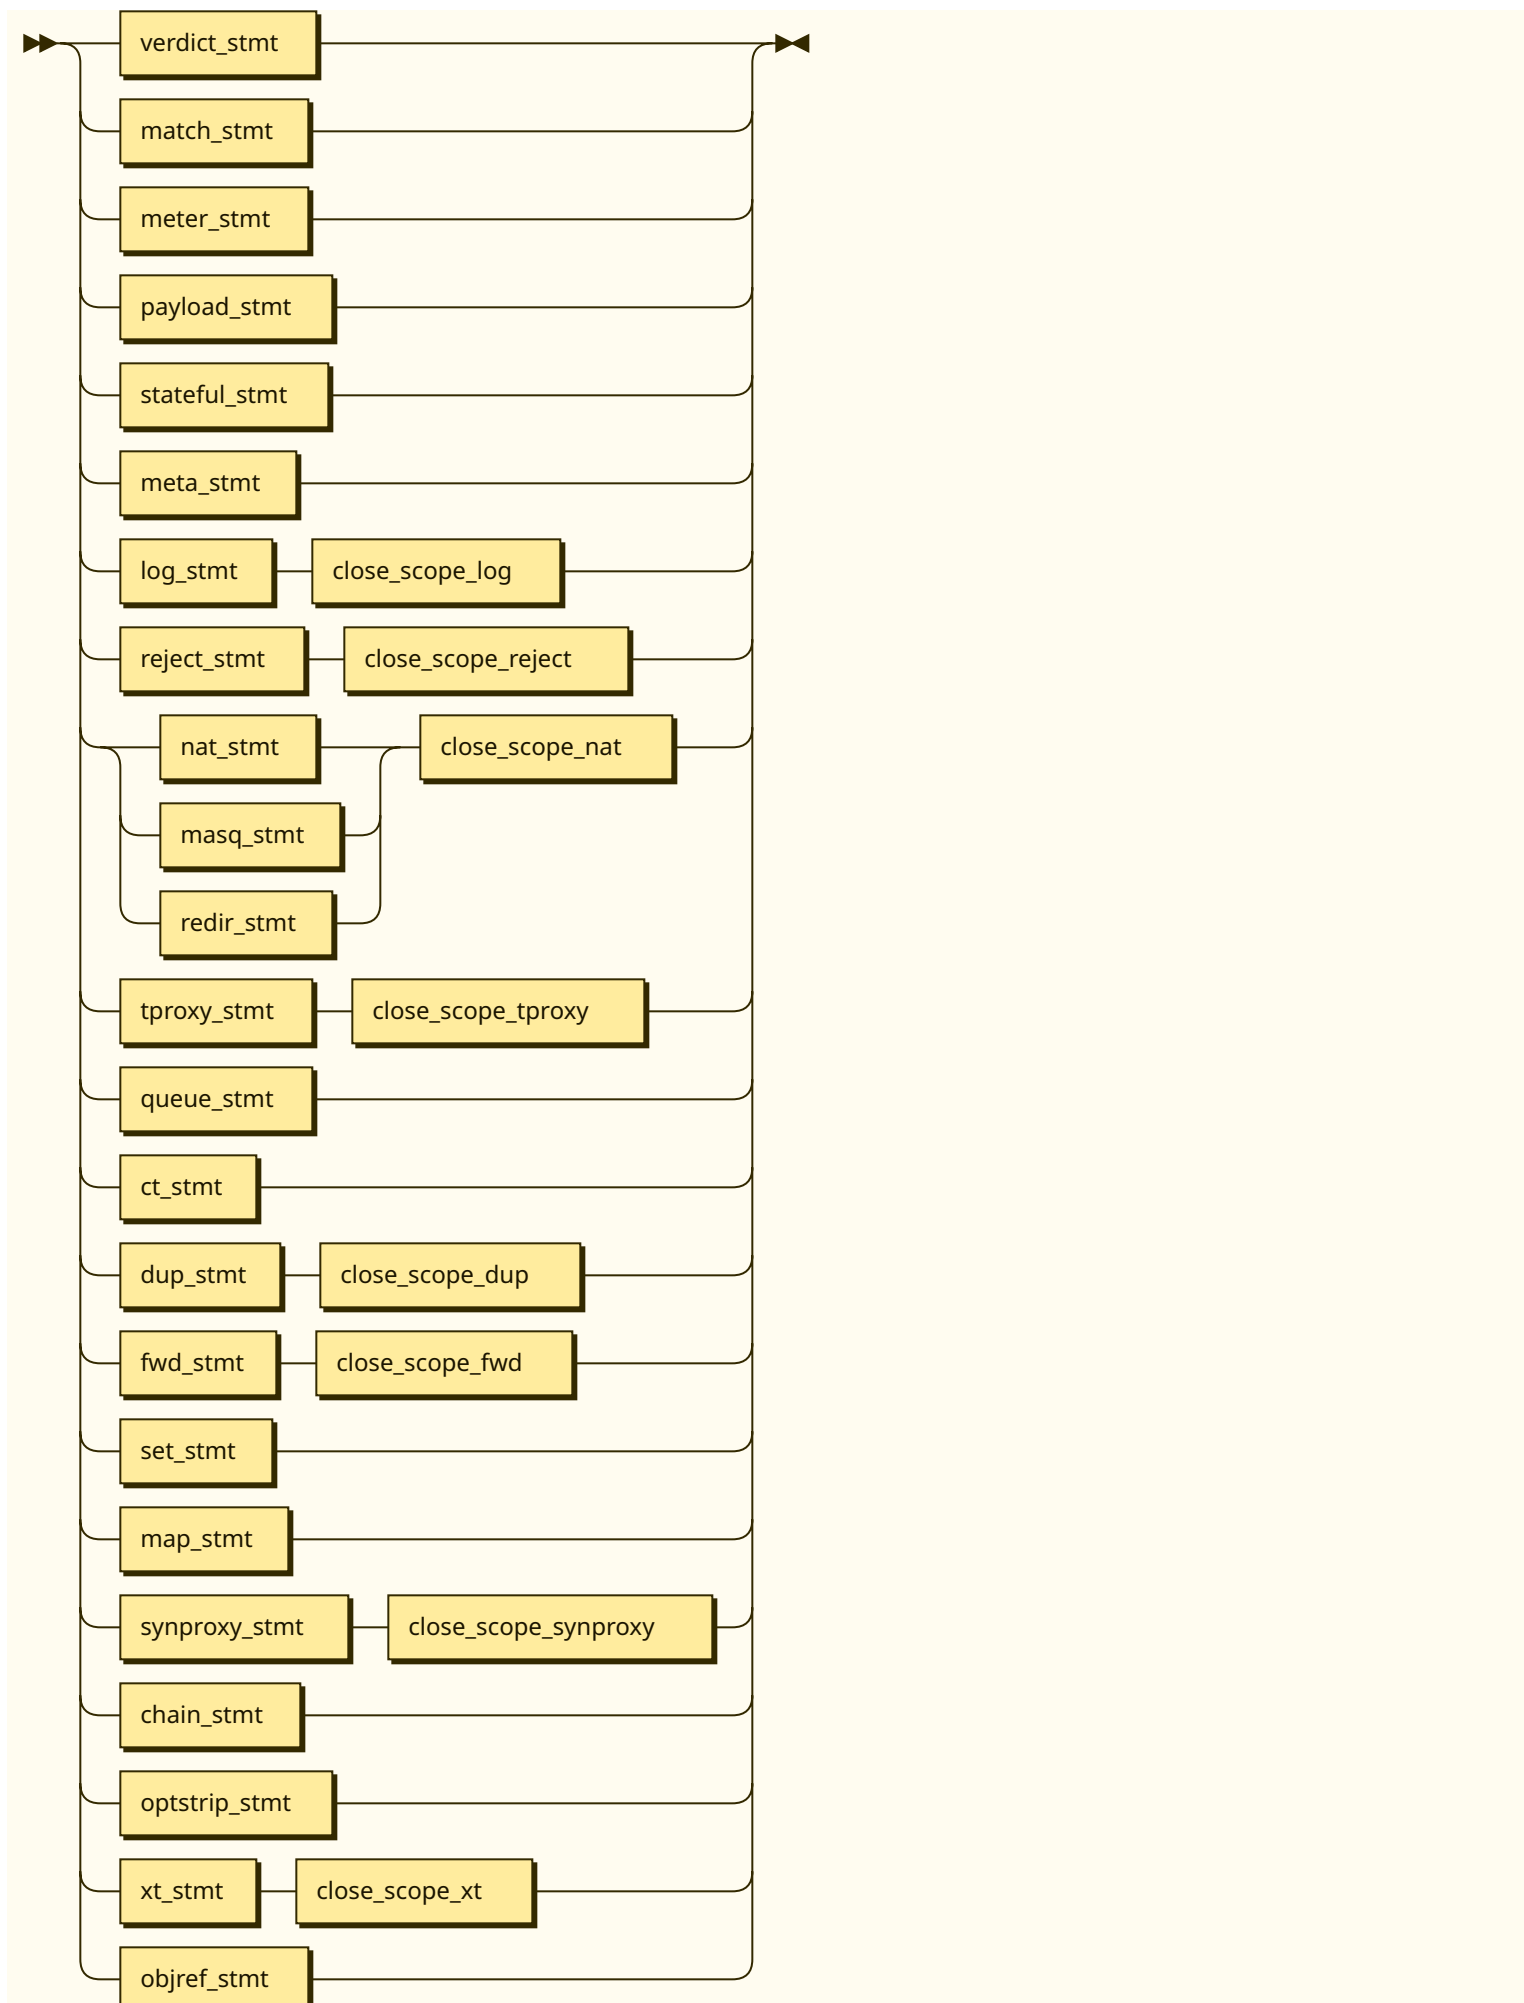 verdict_stmt
match_stmt
meter_stmt
payload_stmt
stateful_stmt
meta_stmt
log_stmt close_scope_log
reject_stmt close_scope_reject
nat_stmt close_scope_nat
masq_stmt
redir_stmt
tproxy_stmt close_scope_tproxy
queue_stmt
ct_stmt
dup_stmt close_scope_dup
fwd_stmt close_scope_fwd
set_stmt
map_stmt
synproxy_stmt close_scope_synproxy
chain_stmt
optstrip_stmt
xt_stmt close_scope_xt
objref_stmt